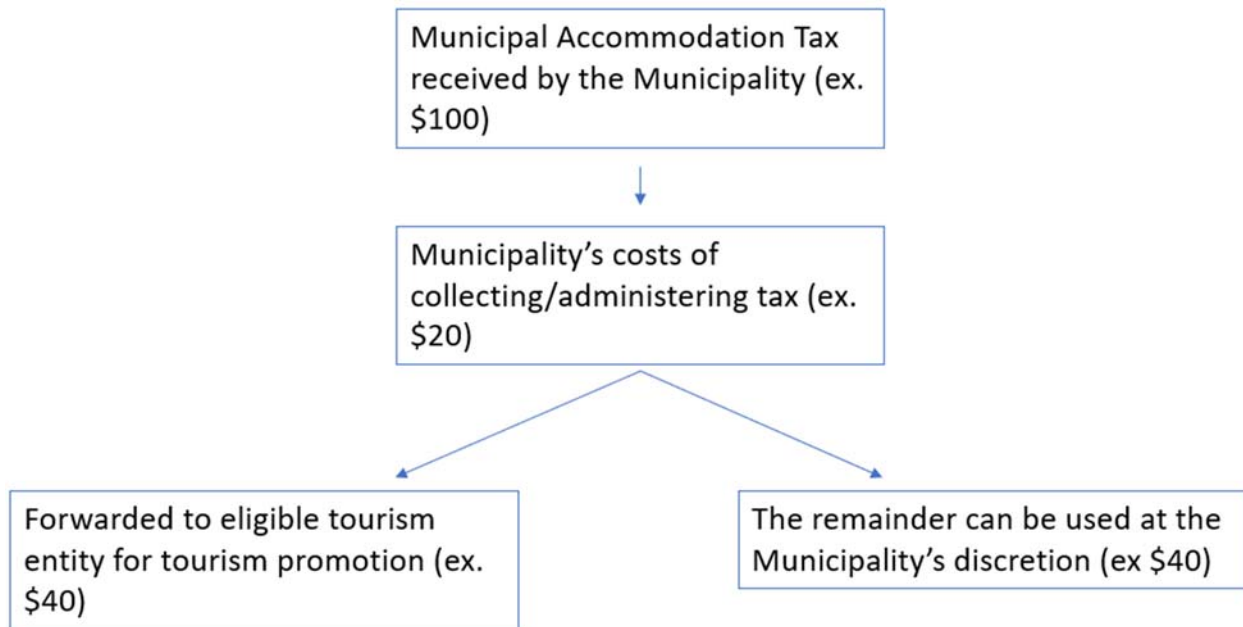 Municipal Accommodation Tax
received by the Municipality (ex.
$100)
Municipality’s costs of
collecting/administering tax (ex.
$20)
Forwarded to eligible tourism
entity for tourism promotion (ex.
$40)
The remainder can be used at the
Municipality’s discretion (ex $40)